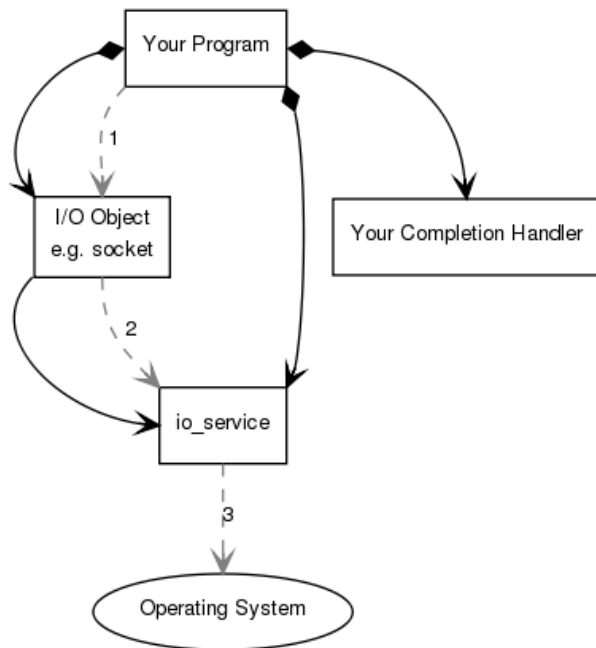 Your Program
1
I/O Object
e.g. socket
Your Completion Handler
2
io_service
3
Operating System